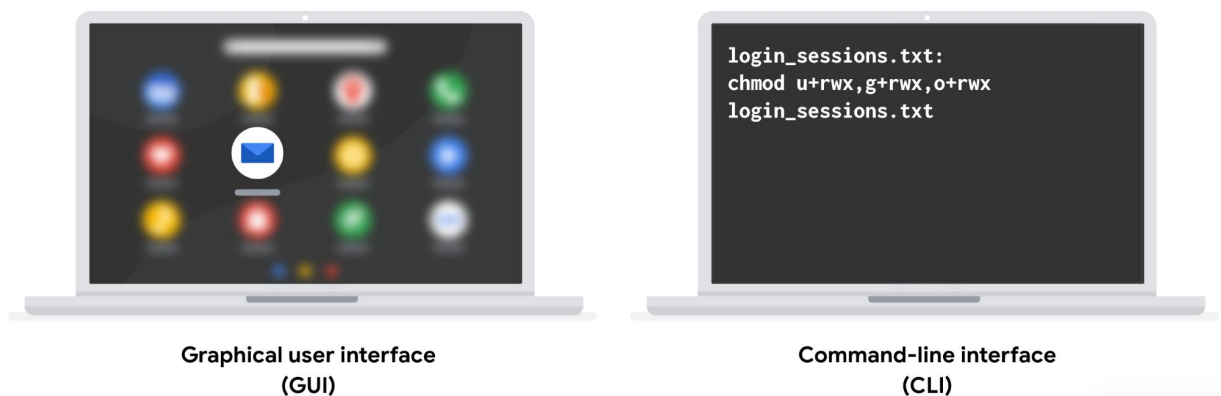 login_sessions.txt:
chmod u+rwx,g+rwx,o+rwx
login_sessions.txt
Graphical user interface
(GUI)
Command-line interface
(CLI)